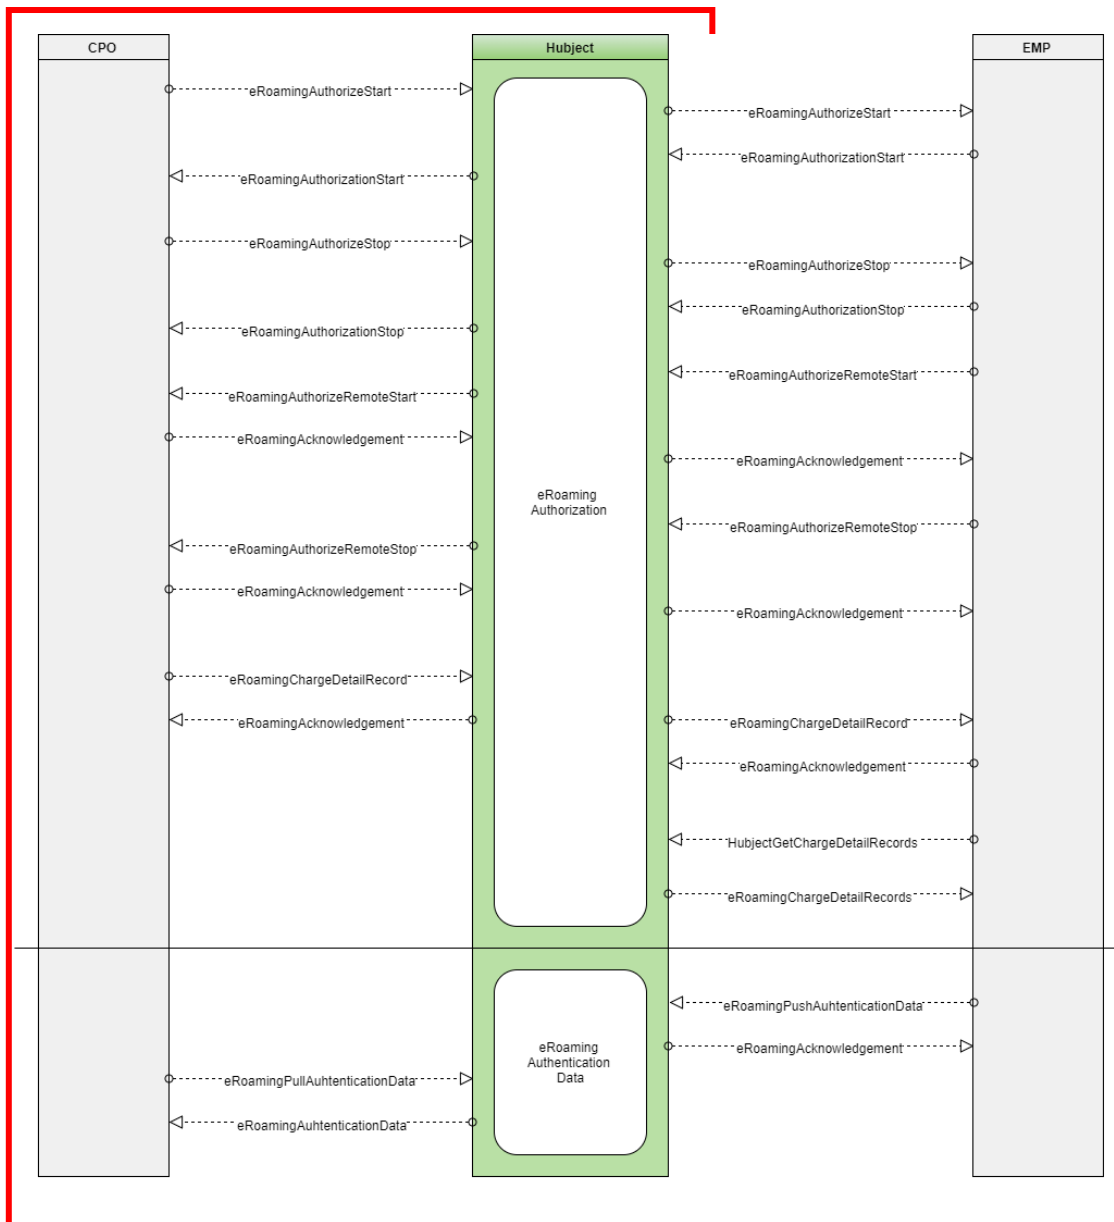 CPO
Hubject
EMP
eRoamingAuthorizeStart
eRoamingAuthorizeStart
eRoamingAuthorizationStart
eRoamingAuthorizationStart
eRoamingAuthorizeStop
eRoamingAuthorizeStop
eRoamingAuthorizationStop
eRoamingAuthorizationStop
eRoamingAuthorizeRemoteStart
eRoamingAuthorizeRemoteStart
eRoamingAcknowledgement
eRoamingAcknowledgement
eRoaming
Authorization
eRoamingAuthorizeRemoteStop
eRoamingAuthorizeRemoteStop
eRoamingAcknowledgement
eRoamingAcknowledgement
eRoamingChargeDetailRecord
eRoamingAcknowledgement
eRoamingChargeDetailRecord
eRoamingAcknowledgement
HubjectGetChargeDetailRecords
eRoamingChargeDetailRecords
eRoamingPushAuhtenticationData
eRoamingAcknowledgement
eRoaming
Authentication
Data
eRoamingPullAuhtenticationData
eRoamingAuhtenticationData